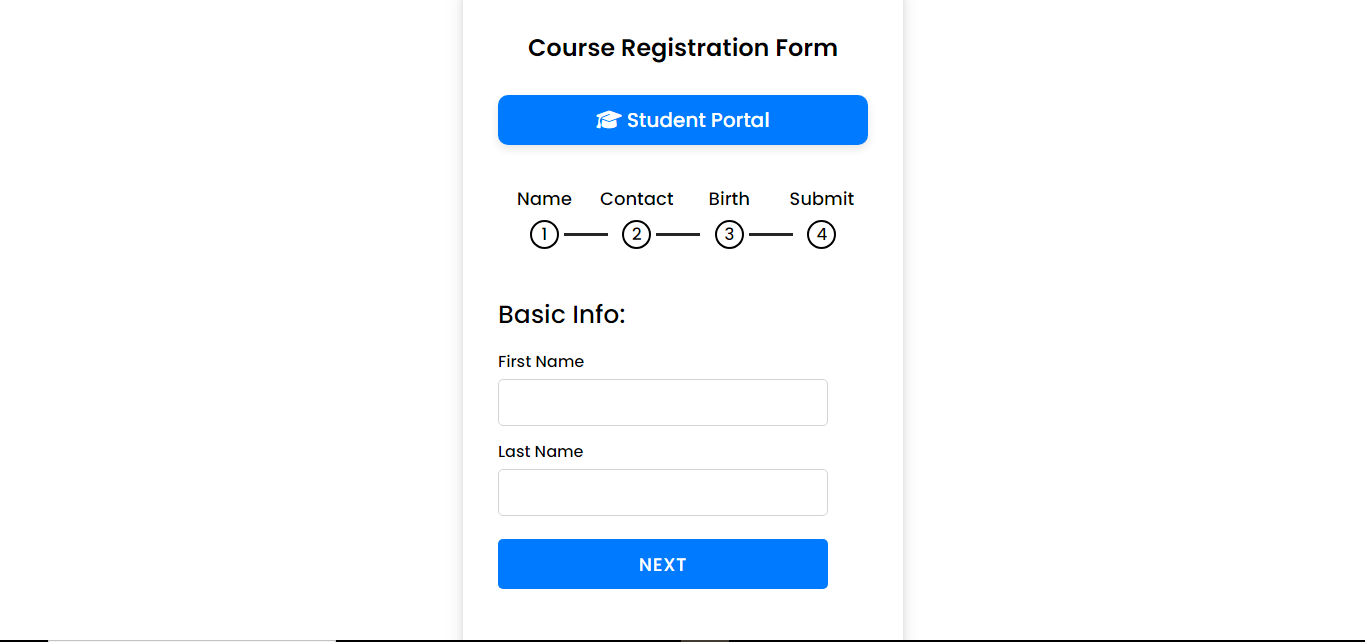 Course Registration Form
Student Portal
Name Contact Birth Submit
1 2 3 4
Basic Info:
First Name
Last Name
NEXT